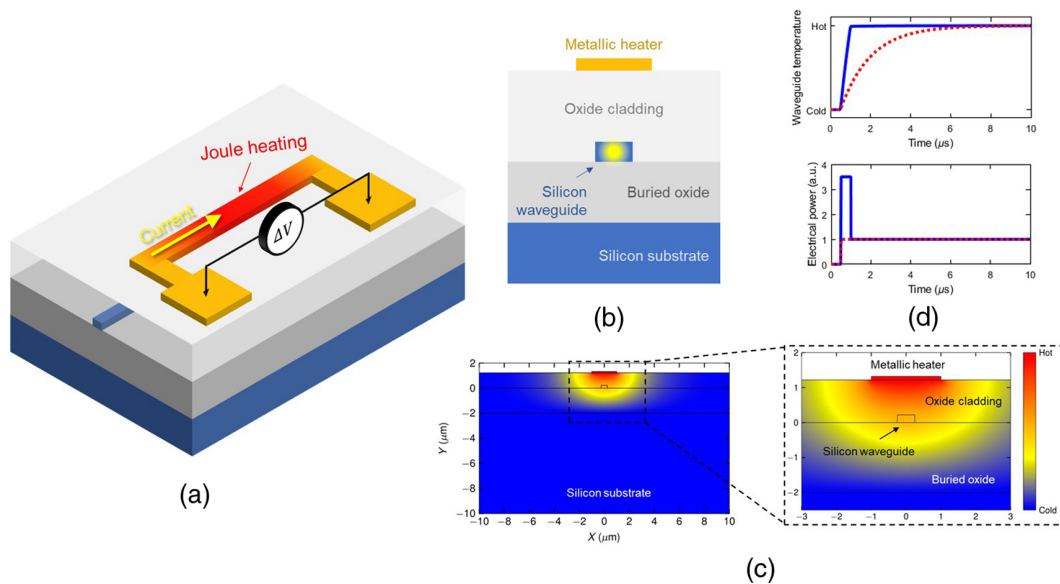 Joule heating
Current
ΔV
(a)
Metallic heater
Oxide cladding
Silicon
waveguide
Buried oxide
Silicon substrate
(b)
Waveguide temperature
Hot
Cold
0 2 4 6 8 10
Time (μs)
Electrical power (a.u.)
4
3
2
1
0
0 2 4 6 8 10
Time (μs)
(d)
2
0
−2
−4
−6
−8
−10
Y (μm)
Silicon substrate
−10 −8 −6 −4 −2 0 2 4 6 8 10
X (μm)
2
1
0
−1
−2
Metallic heater
Oxide cladding
Silicon waveguide
Buried oxide
−3 −2 −1 0 1 2 3
Hot
Cold
(c)